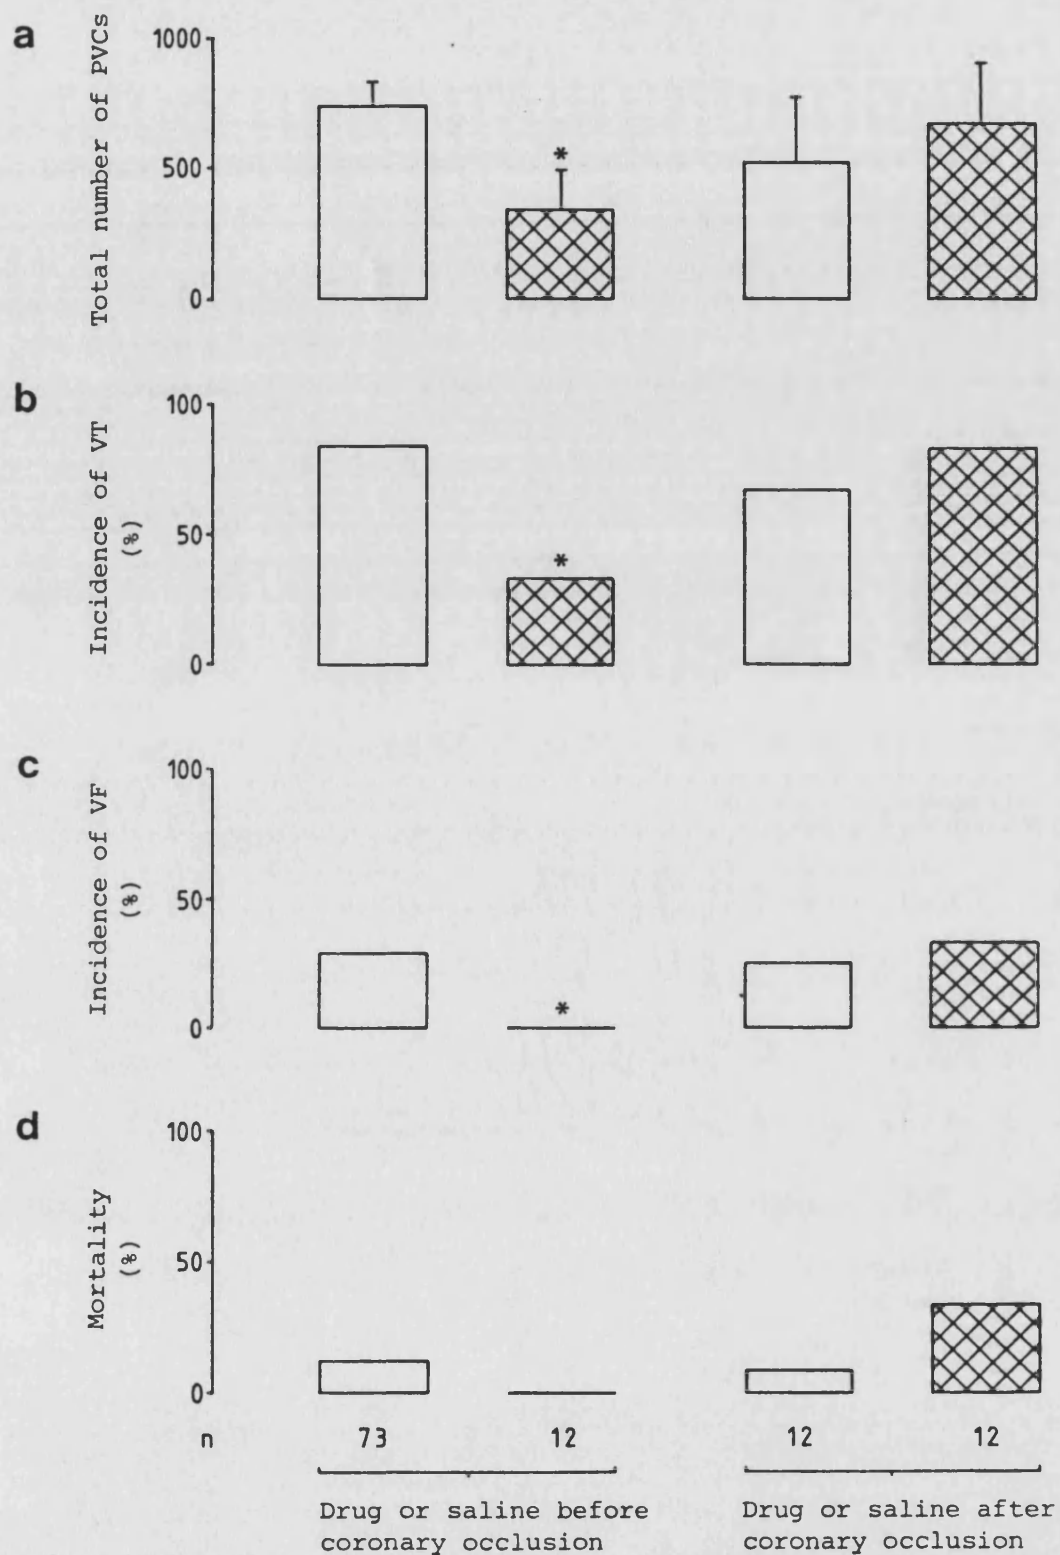 a
Total number of PVCs
1000
500
0
*
b
Incidence of VT
(%)
100
50
0
*
c
Incidence of VF
(%)
100
50
0
*
d
Mortality
(%)
100
50
0
n 73 12 12 12
Drug or saline before
coronary occlusion
Drug or saline after
coronary occlusion